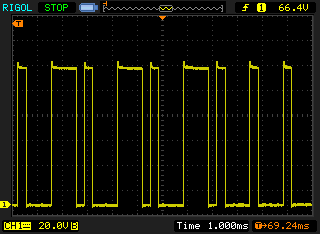 RIGOL STOP T 1 66.4V
T
1
CH1 20.0V B Time 1.000ms T→69.24ms